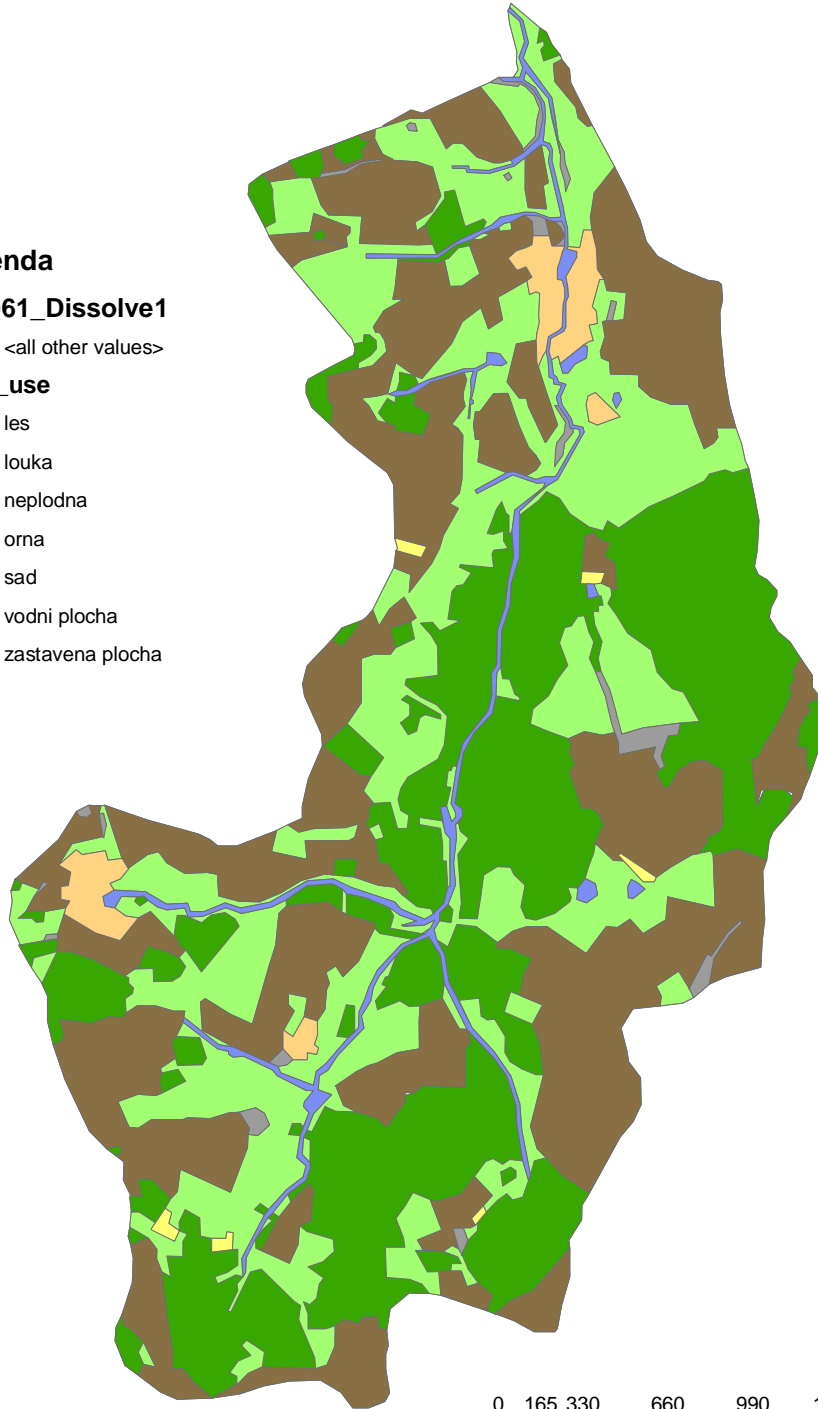 enda
061_Dissolve1
<all other values>
_use
les
louka
neplodna
orna
sad
vodni plocha
zastavena plocha
0 165 330 660 990